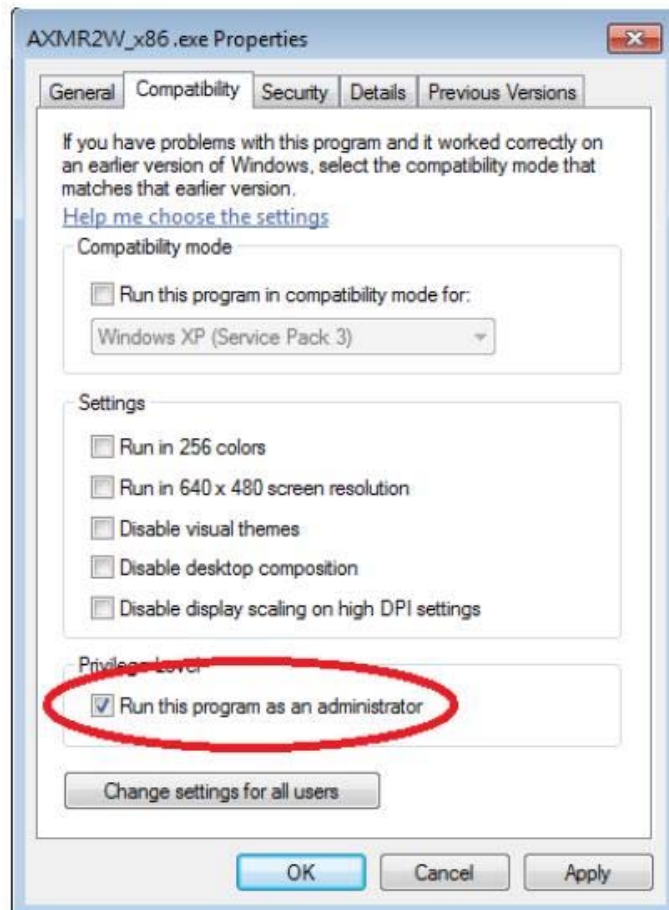 AXMR2W_x86 .exe Properties
General Compatibility Security Details Previous Versions
If you have problems with this program and it worked correctly on
an earlier version of Windows, select the compatibility mode that
matches that earlier version.
Help me choose the settings
Compatibility mode
Run this program in compatibility mode for:
Windows XP (Service Pack 3)
Settings
Run in 256 colors
Run in 640 x 480 screen resolution
Disable visual themes
Disable desktop composition
Disable display scaling on high DPI settings
Privilege Level
Run this program as an administrator
Change settings for all users
OK Cancel Apply